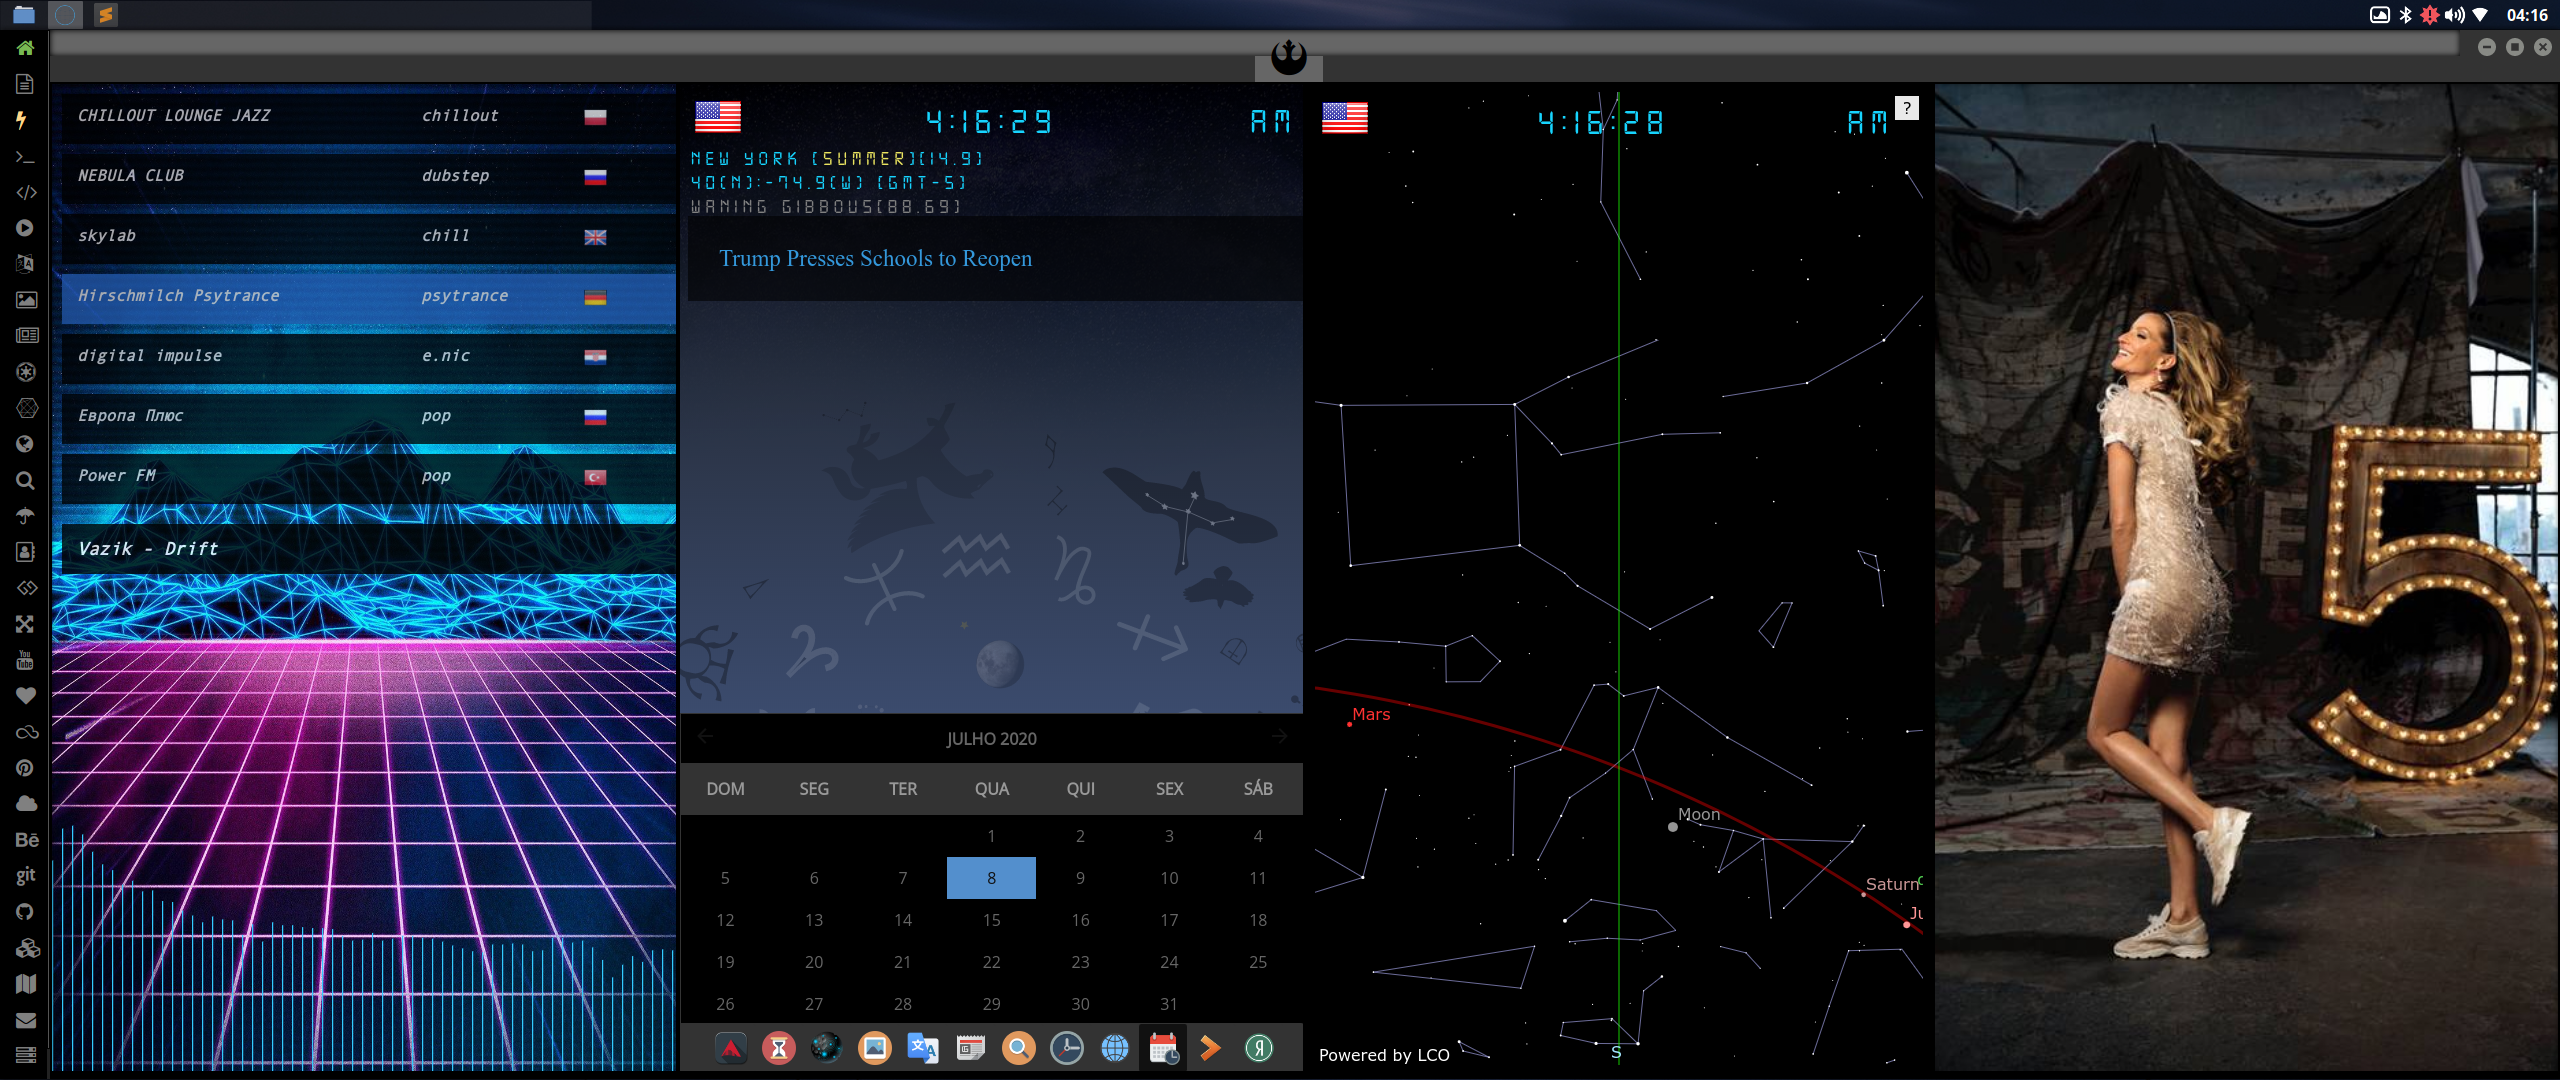 04:16
You
Tube
Bē
git
CHILLOUT LOUNGE JAZZ chillout
NEBULA CLUB dubstep
skylab chill
Hirschmilch Psytrance psytrance
digital impulse e.nic
Европа Плюс pop
Power FM pop
Vazik - Drift
4:16:29 AM
NEW YORK [SUMMER][14.9]
40(N):-74.9(W) [GMT-5]
WANING GIBBOUS[88.69]
Trump Presses Schools to Reopen
JULHO 2020
DOM SEG TER QUA QUI SEX SÁB
1 2 3 4
5 6 7 8 9 10 11
12 13 14 15 16 17 18
19 20 21 22 23 24 25
26 27 28 29 30 31
4:16:28 AM
?
Mars
Moon
Saturn
Ju
S
Powered by LCO
5